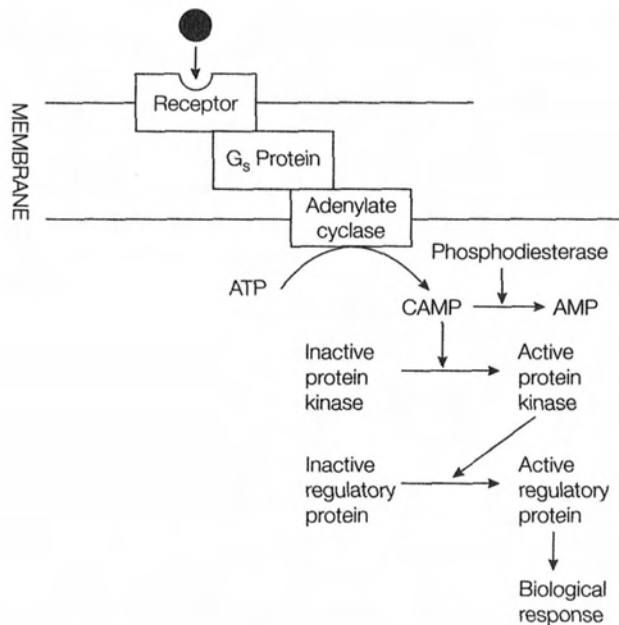 MEMBRANE
Receptor
Gs Protein
Adenylate
cyclase
Phosphodiesterase
ATP
CAMP
AMP
Inactive
protein
kinase
Active
protein
kinase
Inactive
regulatory
protein
Active
regulatory
protein
Biological
response